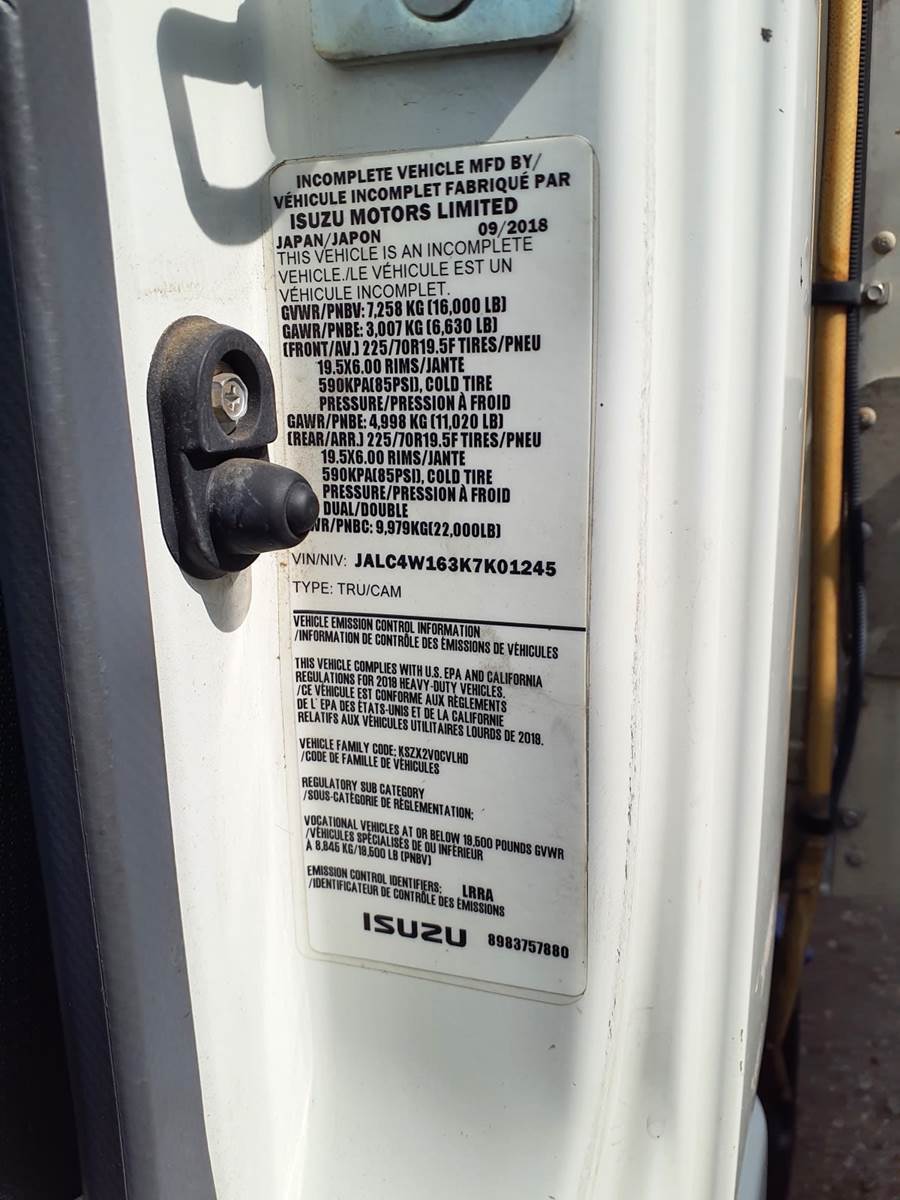 INCOMPLETE VEHICLE MFD BY/
VÉHICULE INCOMPLET FABRIQUÉ PAR
ISUZU MOTORS LIMITED
JAPAN/JAPON 09/2018
THIS VEHICLE IS AN INCOMPLETE
VEHICLE./LE VÉHICULE EST UN
VÉHICULE INCOMPLET.
GVWR/PNBV: 7,258 KG (16,000 LB)
GAWR/PNBE: 3,007 KG (6,630 LB)
(FRONT/AV.) 225/70R19.5F TIRES/PNEU
19.5X6.00 RIMS/JANTE
590KPA(85PSI), COLD TIRE
PRESSURE/PRESSION À FROID
GAWR/PNBE: 4,998 KG (11,020 LB)
(REAR/ARR.) 225/70R19.5F TIRES/PNEU
19.5X6.00 RIMS/JANTE
590KPA(85PSI), COLD TIRE
PRESSURE/PRESSION À FROID
DUAL/DOUBLE
WR/PNBC: 9,979KG(22,000LB)
VIN/NIV: JALC4W163K7K01245
TYPE: TRU/CAM
VEHICLE EMISSION CONTROL INFORMATION
/INFORMATION DE CONTRÔLE DES ÉMISSIONS DE VÉHICULES
THIS VEHICLE COMPLIES WITH U.S. EPA AND CALIFORNIA
REGULATIONS FOR 2018 HEAVY-DUTY VEHICLES.
/CE VÉHICULE EST CONFORME AUX RÈGLEMENTS
DE L' EPA DES ÉTATS-UNIS ET DE LA CALIFORNIE
RELATIFS AUX VÉHICULES UTILITAIRES LOURDS DE 2019.
VEHICLE FAMILY CODE: KSZX2VOCVLHD
/CODE DE FAMILLE DE VÉHICULES
REGULATORY SUB CATEGORY
/SOUS-CATÉGORIE DE RÈGLEMENTATION:
VOCATIONAL VEHICLES AT OR BELOW 19,500 POUNDS GVWR
/VÉHICULES SPÉCIALISÉS DE OU INFÉRIEUR
À 8,845 KG/19,500 LB (PNBV)
EMISSION CONTROL IDENTIFIERS: LRRA
/IDENTIFICATEUR DE CONTRÔLE DES ÉMISSIONS
ISUZU 8983757880